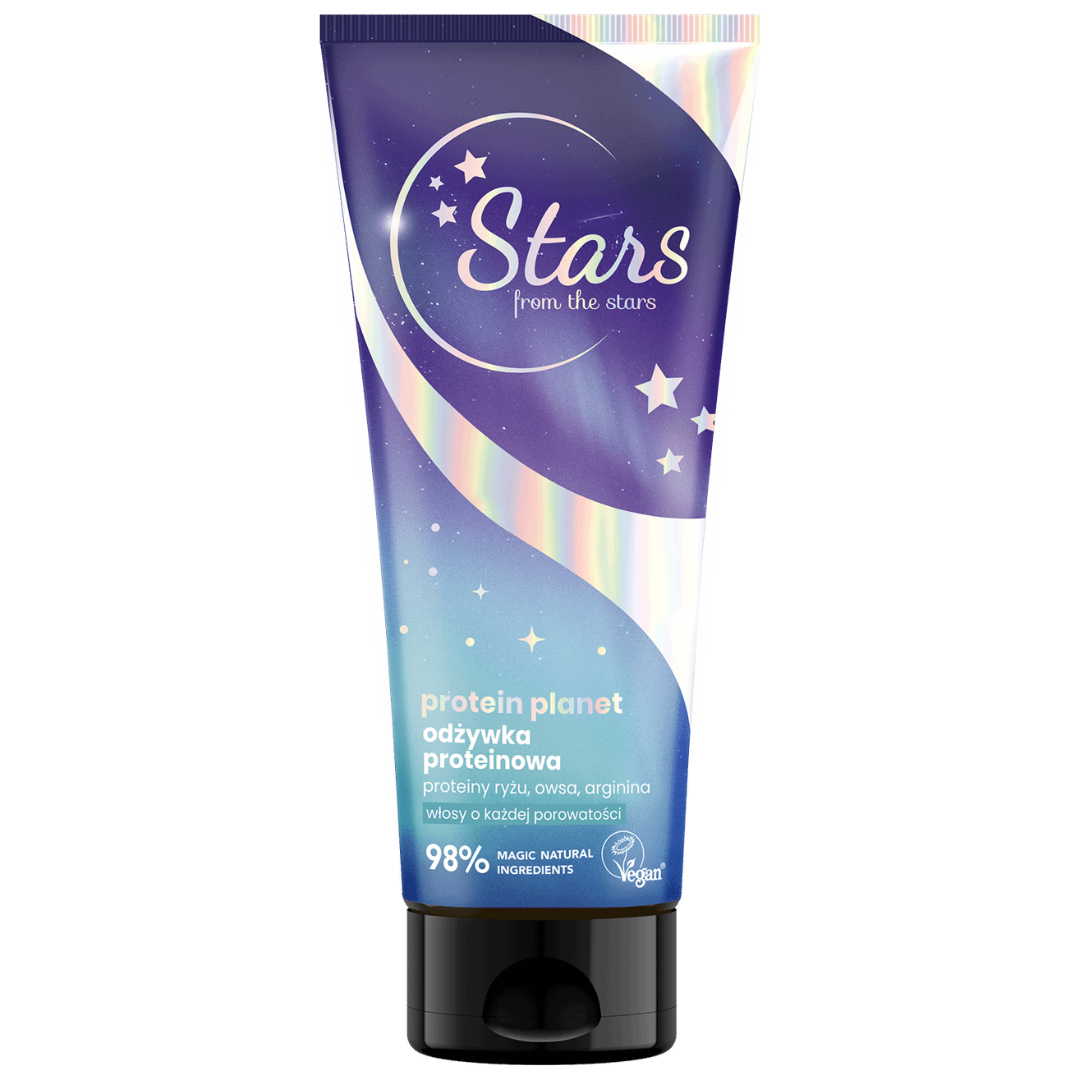 Stars
from the stars
protein planet
odżywka
proteinowa
proteiny ryżu, owsa, arginina
włosy o każdej porowatości
98% MAGIC NATURAL
INGREDIENTS
Vegan®